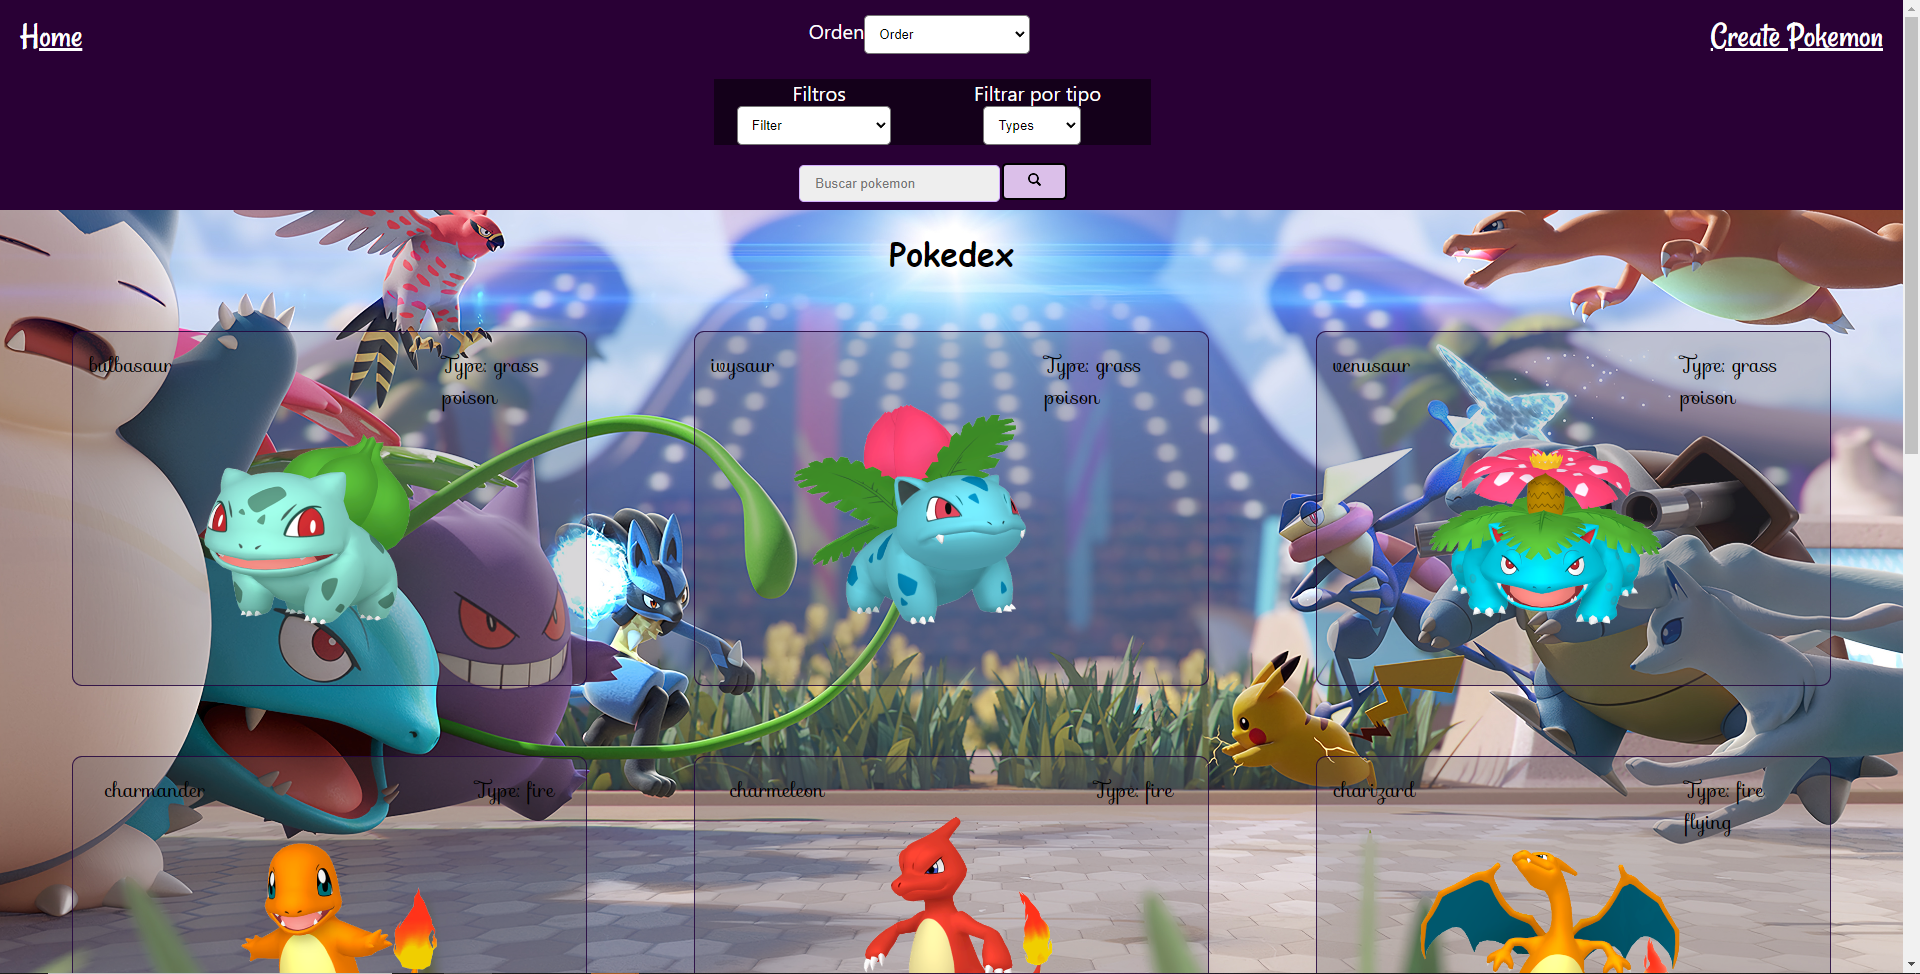 Home
Orden Order
Create Pokemon
Filtros
Filtrar por tipo
Filter
Types
Buscar pokemon
Pokedex
bulbasaur
Type: grass
poison
ivysaur
Type: grass
poison
venusaur
Type: grass
poison
charmander
Type: fire
charmeleon
Type: fire
charizard
Type: fire
flying